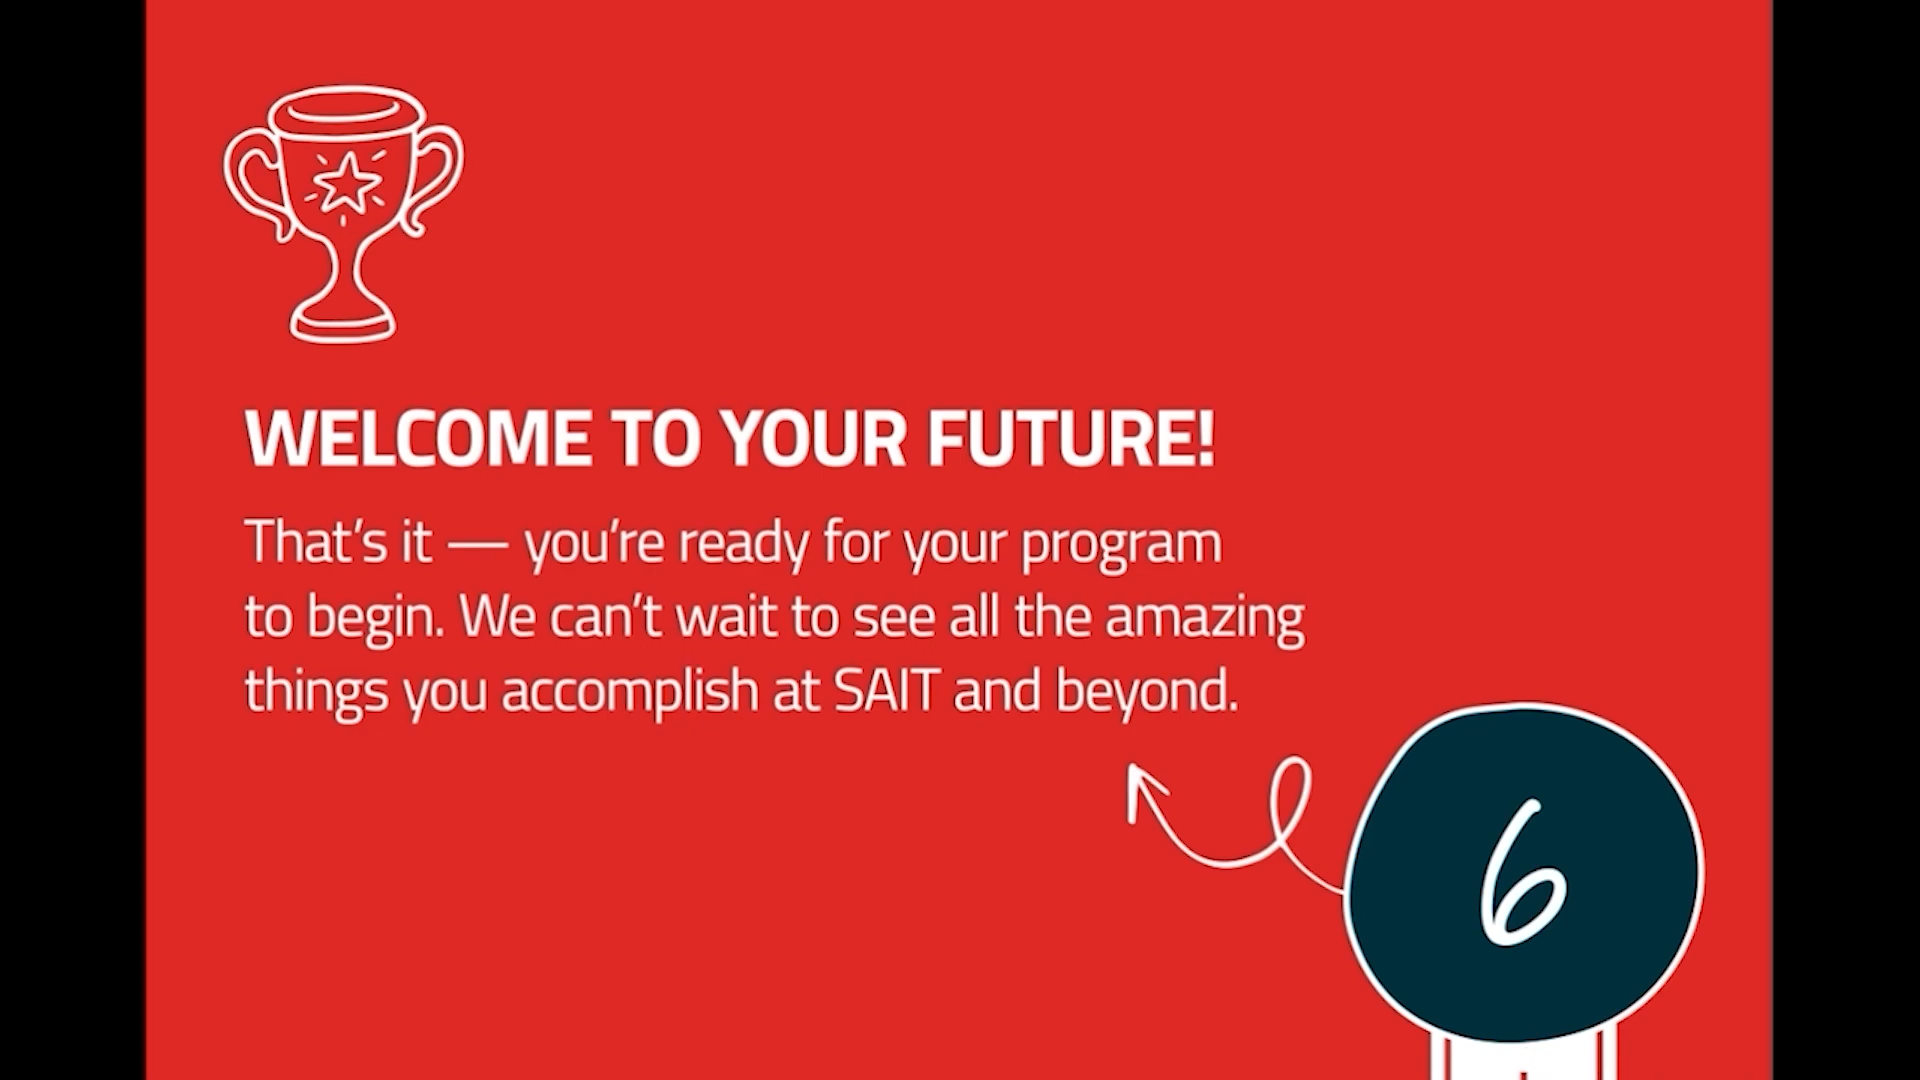 WELCOME TO YOUR FUTURE!
That’s it — you’re ready for your program
to begin. We can’t wait to see all the amazing
things you accomplish at SAIT and beyond.
6